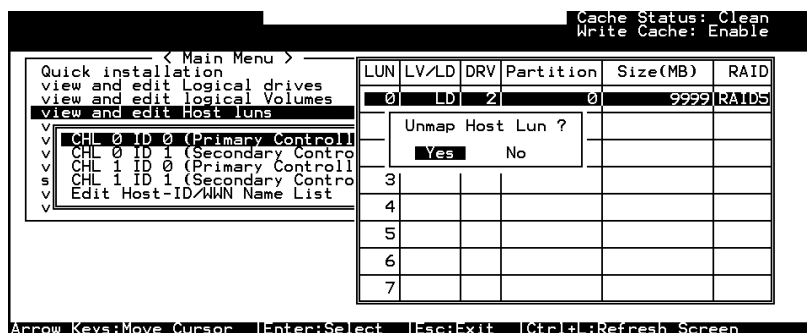 Cache Status: Clean
Write Cache: Enable
< Main Menu >
Quick installation
view and edit Logical drives
view and edit logical Volumes
view and edit Host luns
v
v
v
v
s
v
v
CHL 0 ID 0 (Primary Controll
CHL 0 ID 1 (Secondary Contro
CHL 1 ID 0 (Primary Controll
CHL 1 ID 1 (Secondary Contro
Edit Host-ID/WWN Name List
LUN LV/LD DRV Partition Size(MB) RAID
0 LD 2 0 9999 RAID5
Unmap Host Lun ?
Yes No
3
4
5
6
7
Arrow Keys:Move Cursor |Enter:Select |Esc:Exit |Ctrl+L:Refresh Screen